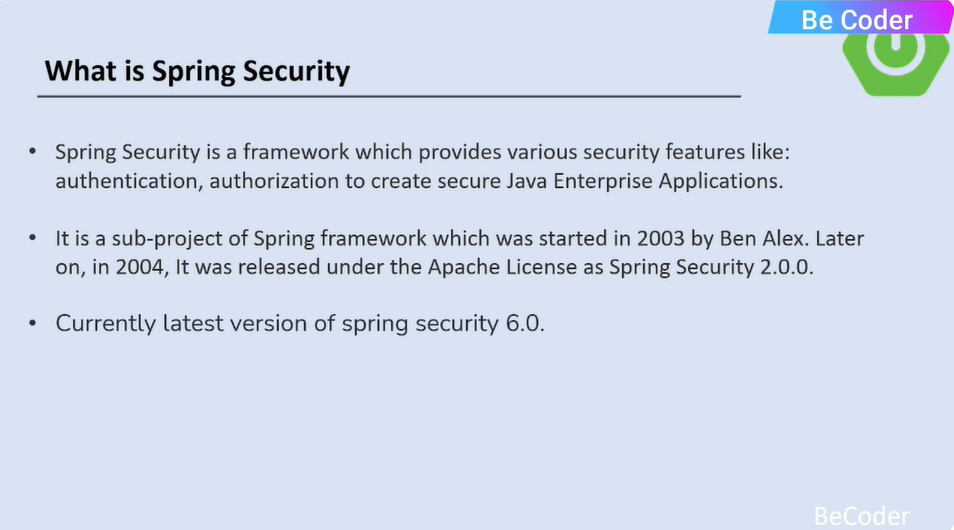 Be Coder
What is Spring Security
• Spring Security is a framework which provides various security features like:
authentication, authorization to create secure Java Enterprise Applications.
• It is a sub-project of Spring framework which was started in 2003 by Ben Alex. Later
on, in 2004, It was released under the Apache License as Spring Security 2.0.0.
• Currently latest version of spring security 6.0.
BeCoder